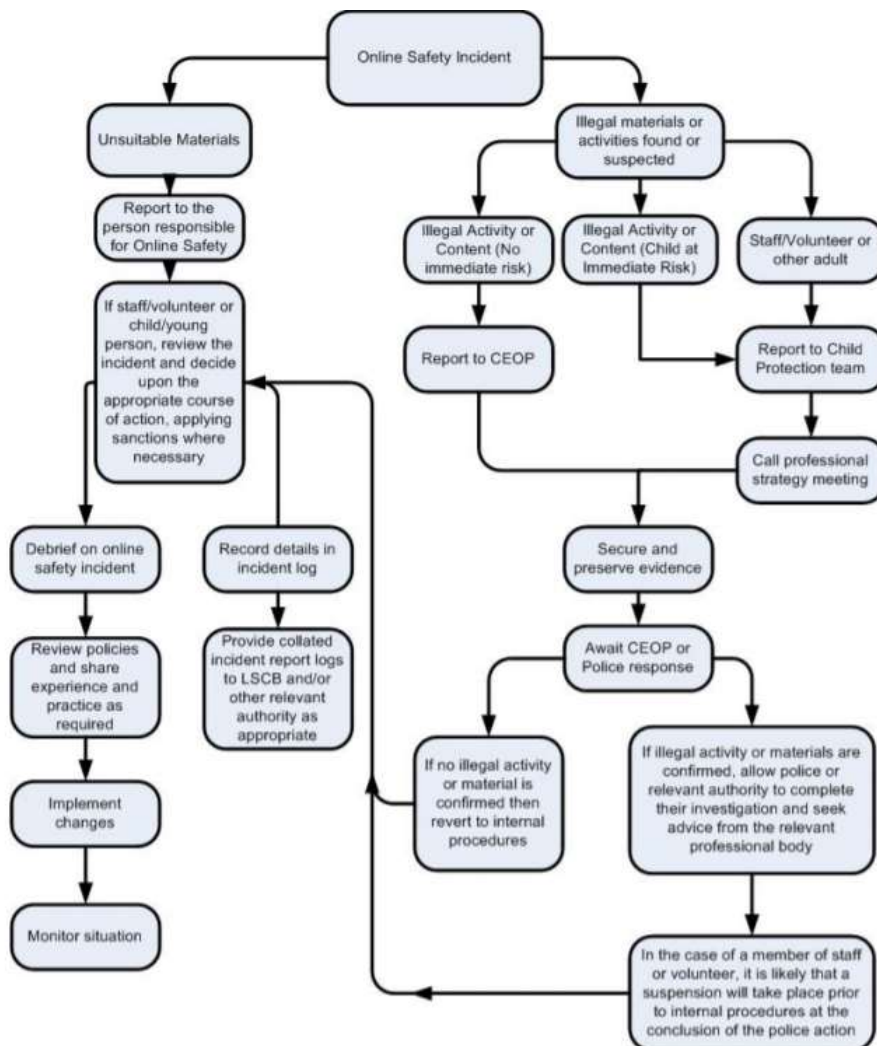 Online Safety Incident
Unsuitable Materials
Report to the
person responsible
for Online Safety
If staff/volunteer or
child/young
person, review the
incident and decide
upon the
appropriate course
of action, applying
sanctions where
necessary
Debrief on online
safety incident
Review policies
and share
experience and
practice as
required
Implement
changes
Monitor situation
Record details in
incident log
Provide collated
incident report logs
to LSCB and/or
other relevant
authority as
appropriate
Illegal materials or
activities found or
suspected
Illegal Activity or
Content (No
immediate risk)
Illegal Activity or
Content (Child at
Immediate Risk)
Staff/Volunteer or
other adult
Report to CEOP
Report to Child
Protection team
Call professional
strategy meeting
Secure and
preserve evidence
Await CEOP or
Police response
If no illegal activity
or material is
confirmed then
revert to internal
procedures
If illegal activity or materials are
confirmed, allow police or
relevant authority to complete
their investigation and seek
advice from the relevant
professional body
In the case of a member of staff
or volunteer, it is likely that a
suspension will take place prior
to internal procedures at the
conclusion of the police action